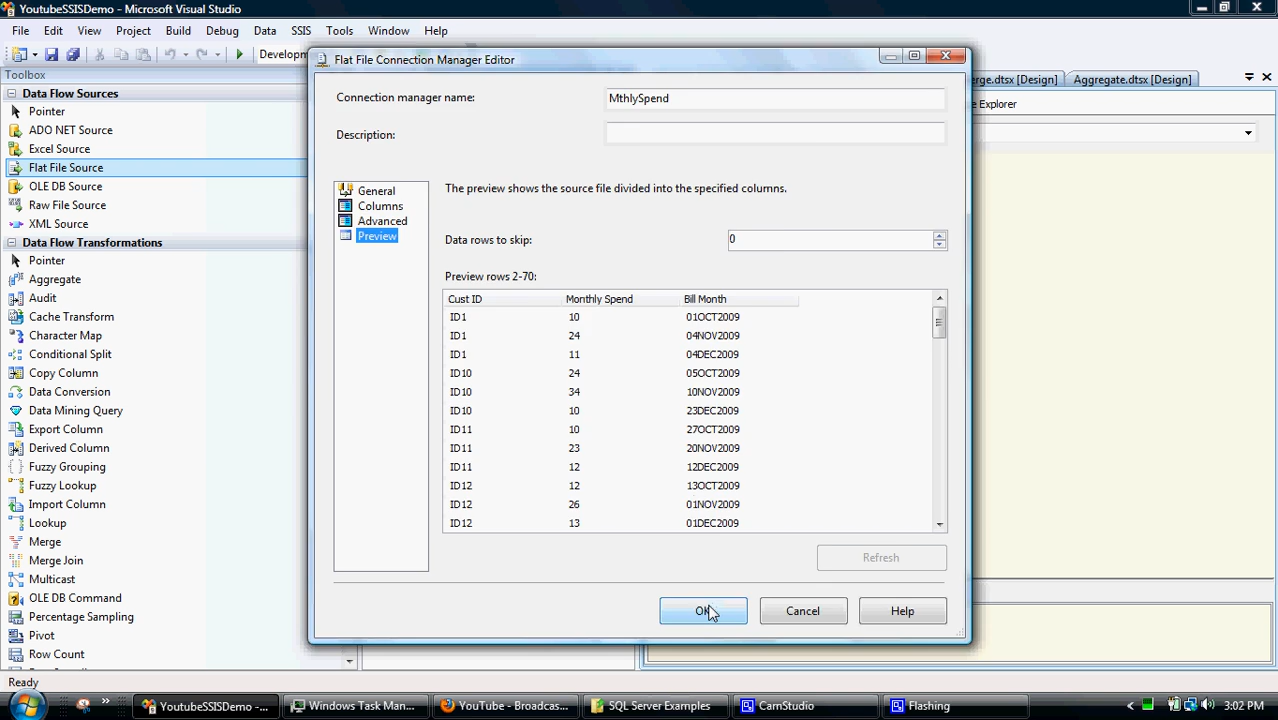 YoutubeSSISDemo - Microsoft Visual Studio
File Edit View Project Build Debug Data SSIS Tools Window Help
Flat File Connection Manager Editor
Toolbox
Connection manager name: MthlySpend
Description:
erge.dtsx [Design] Aggregate.dtsx [Design]
e Explorer
Data Flow Sources
Pointer
ADO NET Source
Excel Source
Flat File Source
OLE DB Source
Raw File Source
XML Source
Data Flow Transformations
Pointer
Aggregate
Audit
Cache Transform
Character Map
Conditional Split
Copy Column
Data Conversion
Data Mining Query
Export Column
Derived Column
Fuzzy Grouping
Fuzzy Lookup
Import Column
Lookup
Merge
Merge Join
Multicast
OLE DB Command
Percentage Sampling
Pivot
Row Count
General
Columns
Advanced
Preview
The preview shows the source file divided into the specified columns.
Data rows to skip: 0
Preview rows 2-70:
Cust ID Monthly Spend Bill Month
ID1 10 01OCT2009
ID1 24 04NOV2009
ID1 11 04DEC2009
ID10 24 05OCT2009
ID10 34 10NOV2009
ID10 10 23DEC2009
ID11 10 27OCT2009
ID11 23 20NOV2009
ID11 12 12DEC2009
ID12 12 13OCT2009
ID12 26 01NOV2009
ID12 13 01DEC2009
Refresh
OK Cancel Help
Ready
YoutubeSSISDemo -... Windows Task Man... YouTube - Broadcas... SQL Server Examples CamStudio Flashing 3:02 PM